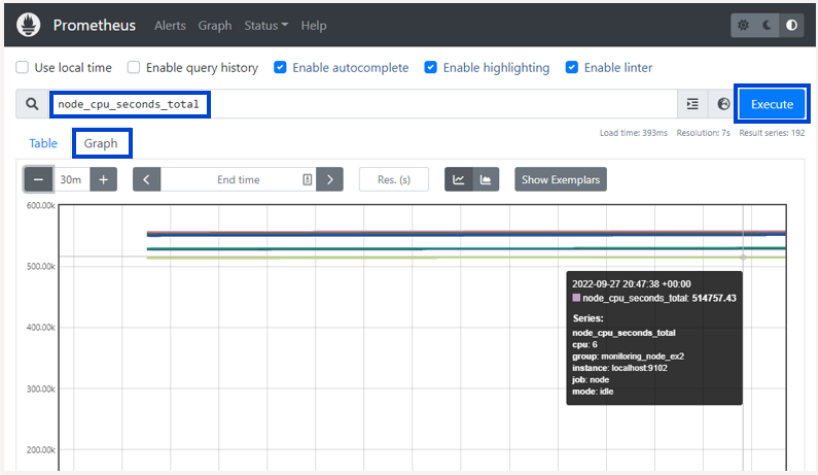 Prometheus Alerts Graph Status Help
Use local time Enable query history Enable autocomplete Enable highlighting Enable linter
node_cpu_seconds_total Execute
Load time: 393ms Resolution: 7s Result series: 192
Table Graph
− 30m + < End time > Res. (s) Show Exemplars
600.00k
500.00k
2022-09-27 20:47:38 +00:00
node_cpu_seconds_total: 514757.43
Series:
node_cpu_seconds_total
cpu: 6
group: monitoring_node_ex2
instance: localhost:9102
job: node
mode: idle
400.00k
300.00k
200.00k